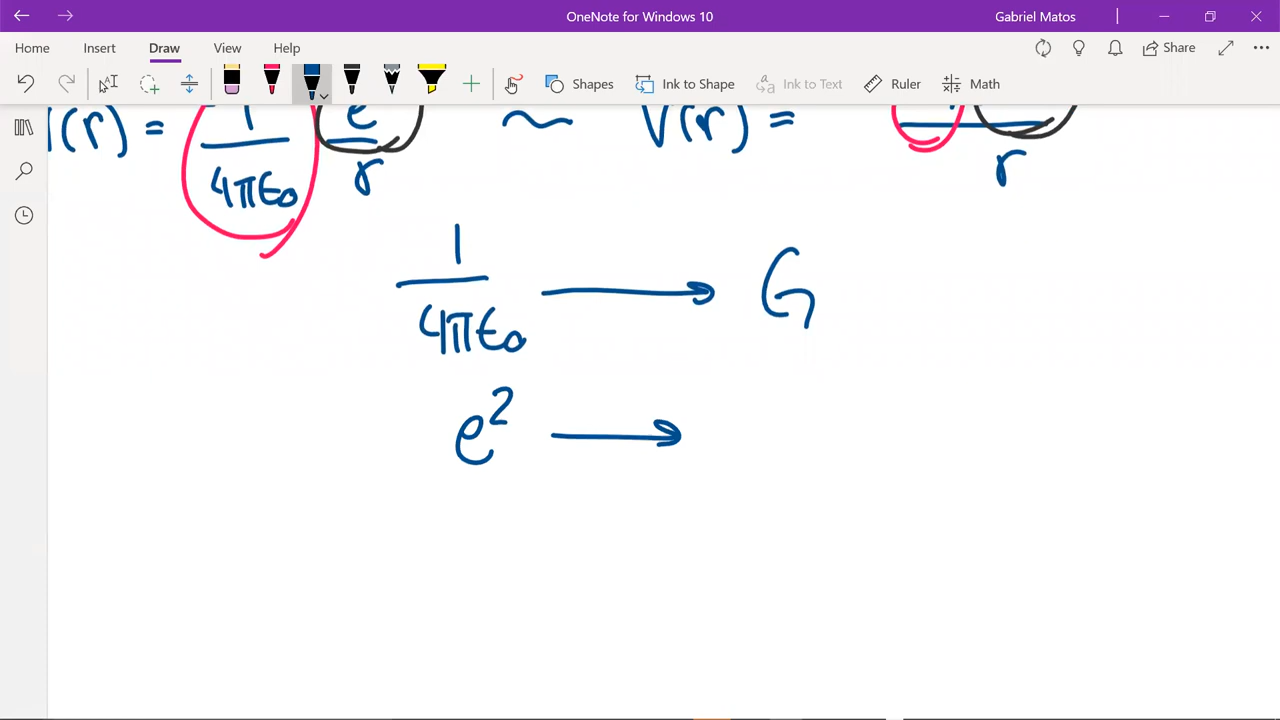 OneNote for Windows 10
Gabriel Matos
Home Insert Draw View Help
Share
Shapes Ink to Shape Ink to Text Ruler Math
(r) = 1/4πε₀ e/r ~ V(r) = /r
1/4πε₀ → G
e² →